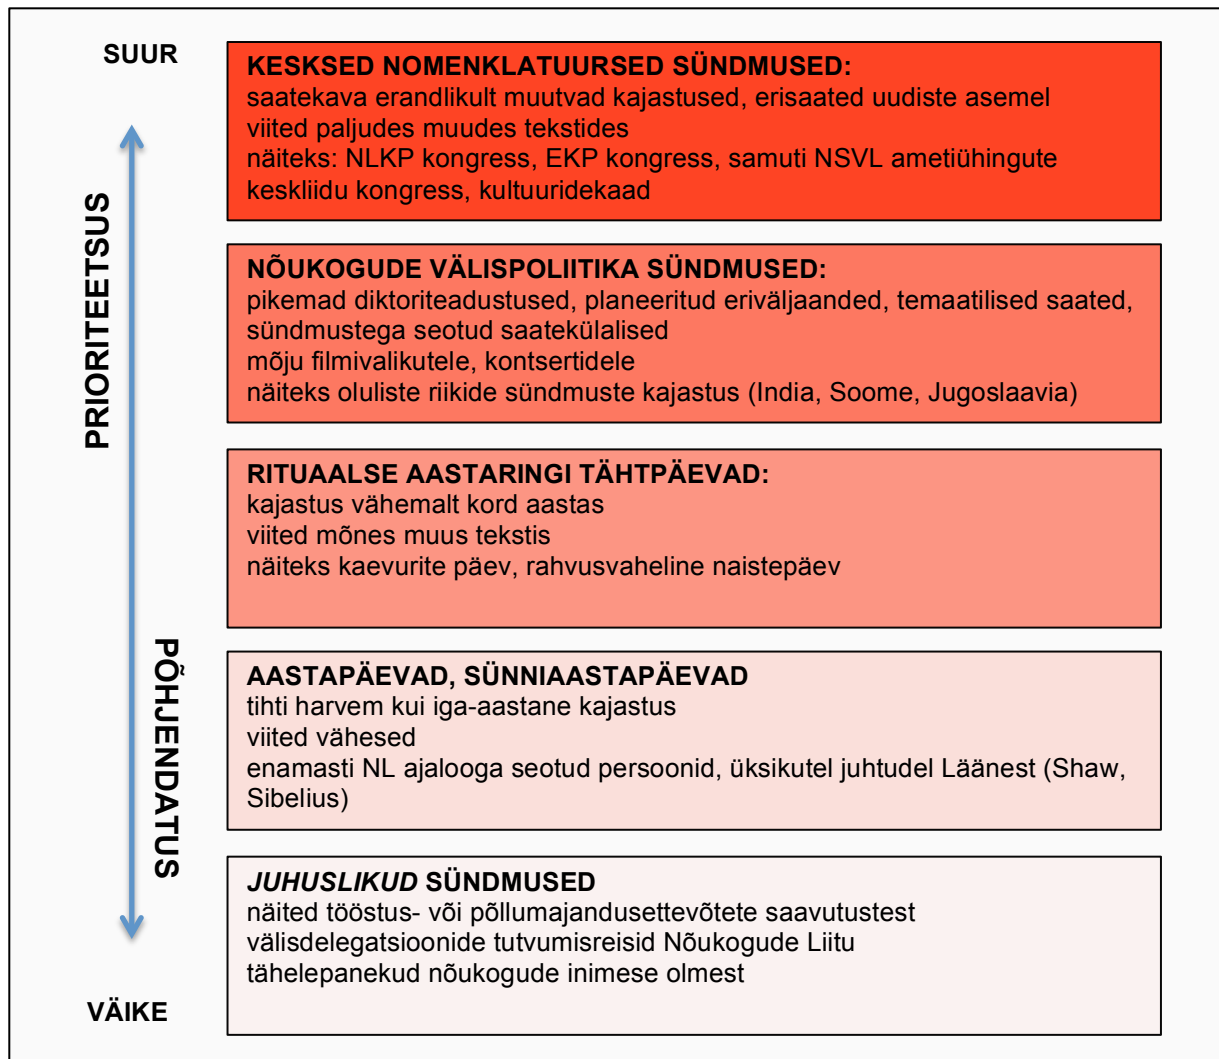 SUUR
PRIORITEETSUS
PÕHJENDATUS
VÄIKE
KESKSED NOMENKLATUURSED SÜNDMUSED:
saatekava erandlikult muutvad kajastused, erisaated uudiste asemel
viited paljudes muudes tekstides
näiteks: NLKP kongress, EKP kongress, samuti NSVL ametiühingute
keskliidu kongress, kultuuridekaad
NÕUKOGUDE VÄLISPOLIITIKA SÜNDMUSED:
pikemad diktoriteadustused, planeeritud eriväljaanded, temaatilised saated,
sündmustega seotud saatekülalised
mõju filmivalikutele, kontsertidele
näiteks oluliste riikide sündmuste kajastus (India, Soome, Jugoslaavia)
RITUAALSE AASTARINGI TÄHTPÄEVAD:
kajastus vähemalt kord aastas
viited mõnes muus tekstis
näiteks kaevurite päev, rahvusvaheline naistepäev
AASTAPÄEVAD, SÜNNIAASTAPÄEVAD
tihti harvem kui iga-aastane kajastus
viited vähesed
enamasti NL ajalooga seotud persoonid, üksikutel juhtudel Läänest (Shaw,
Sibelius)
JUHUSLIKUD SÜNDMUSED
näited tööstus- või põllumajandusettevõtete saavutustest
välisdelegatsioonide tutvumisreisid Nõukogude Liitu
tähelepanekud nõukogude inimese olmest